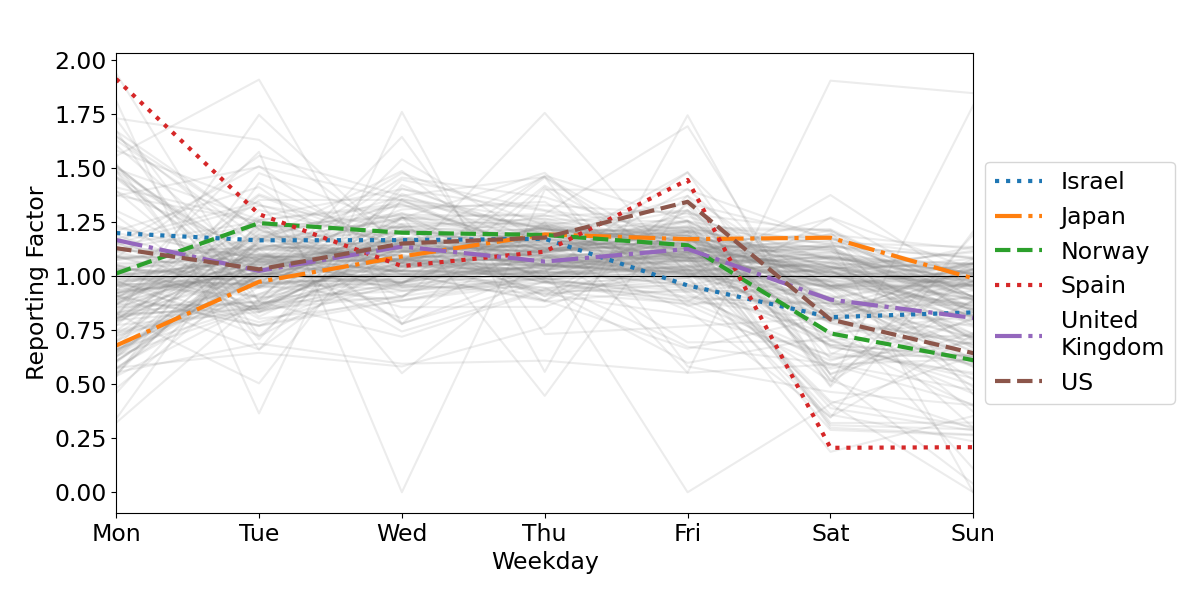 2.00
1.75
1.50
1.25
1.00
0.75
0.50
0.25
0.00
Reporting Factor
Mon Tue Wed Thu Fri Sat Sun
Weekday
Israel
Japan
Norway
Spain
United
Kingdom
US